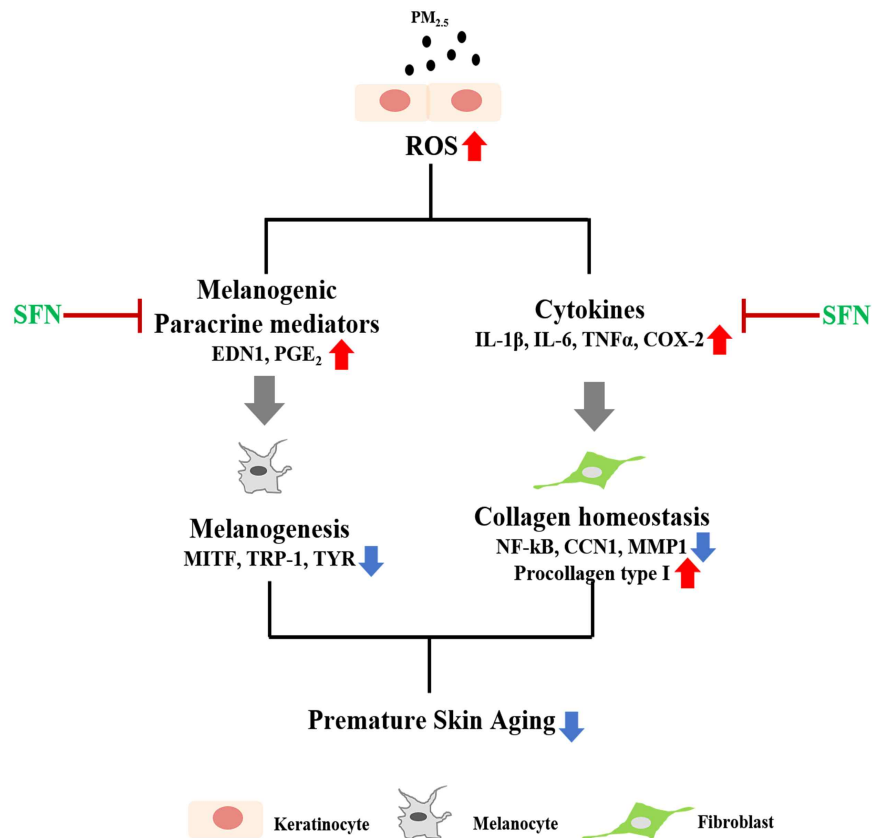 PM2.5
ROS
Melanogenic
Paracrine mediators
EDN1, PGE2
SFN
Cytokines
IL-1β, IL-6, TNFα, COX-2
SFN
Melanogenesis
MITF, TRP-1, TYR
Collagen homeostasis
NF-kB, CCN1, MMP1
Procollagen type I
Premature Skin Aging
Keratinocyte
Melanocyte
Fibroblast